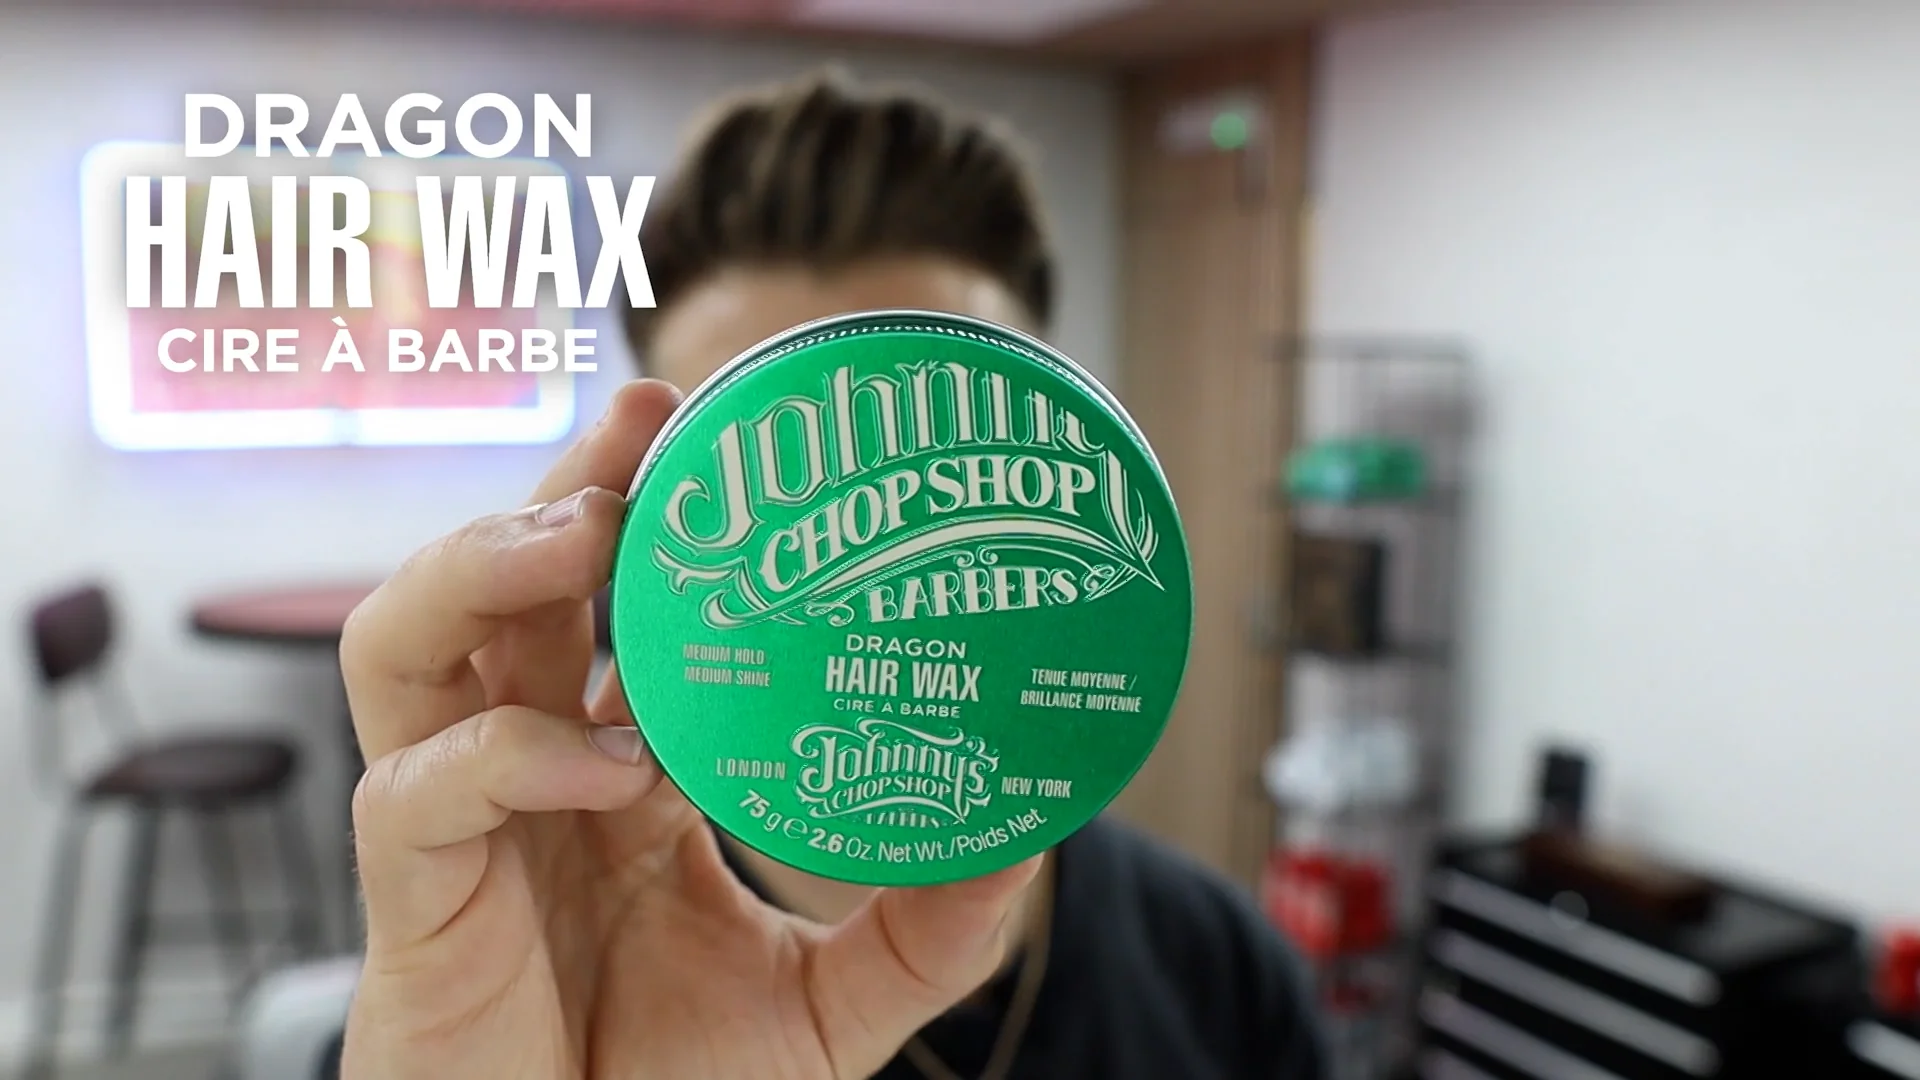 DRAGON
HAIR WAX
CIRE À BARBE
Johnny
CHOP SHOP
BARBERS
DRAGON
HAIR WAX
CIRE À BARBE
MEDIUM HOLD
MEDIUM SHINE
TENUE MOYENNE /
BRILLANCE MOYENNE
LONDON
Johnny's
CHOP SHOP
BARBERS
NEW YORK
75g ℮ 2.6 Oz. Net Wt./Poids Net.